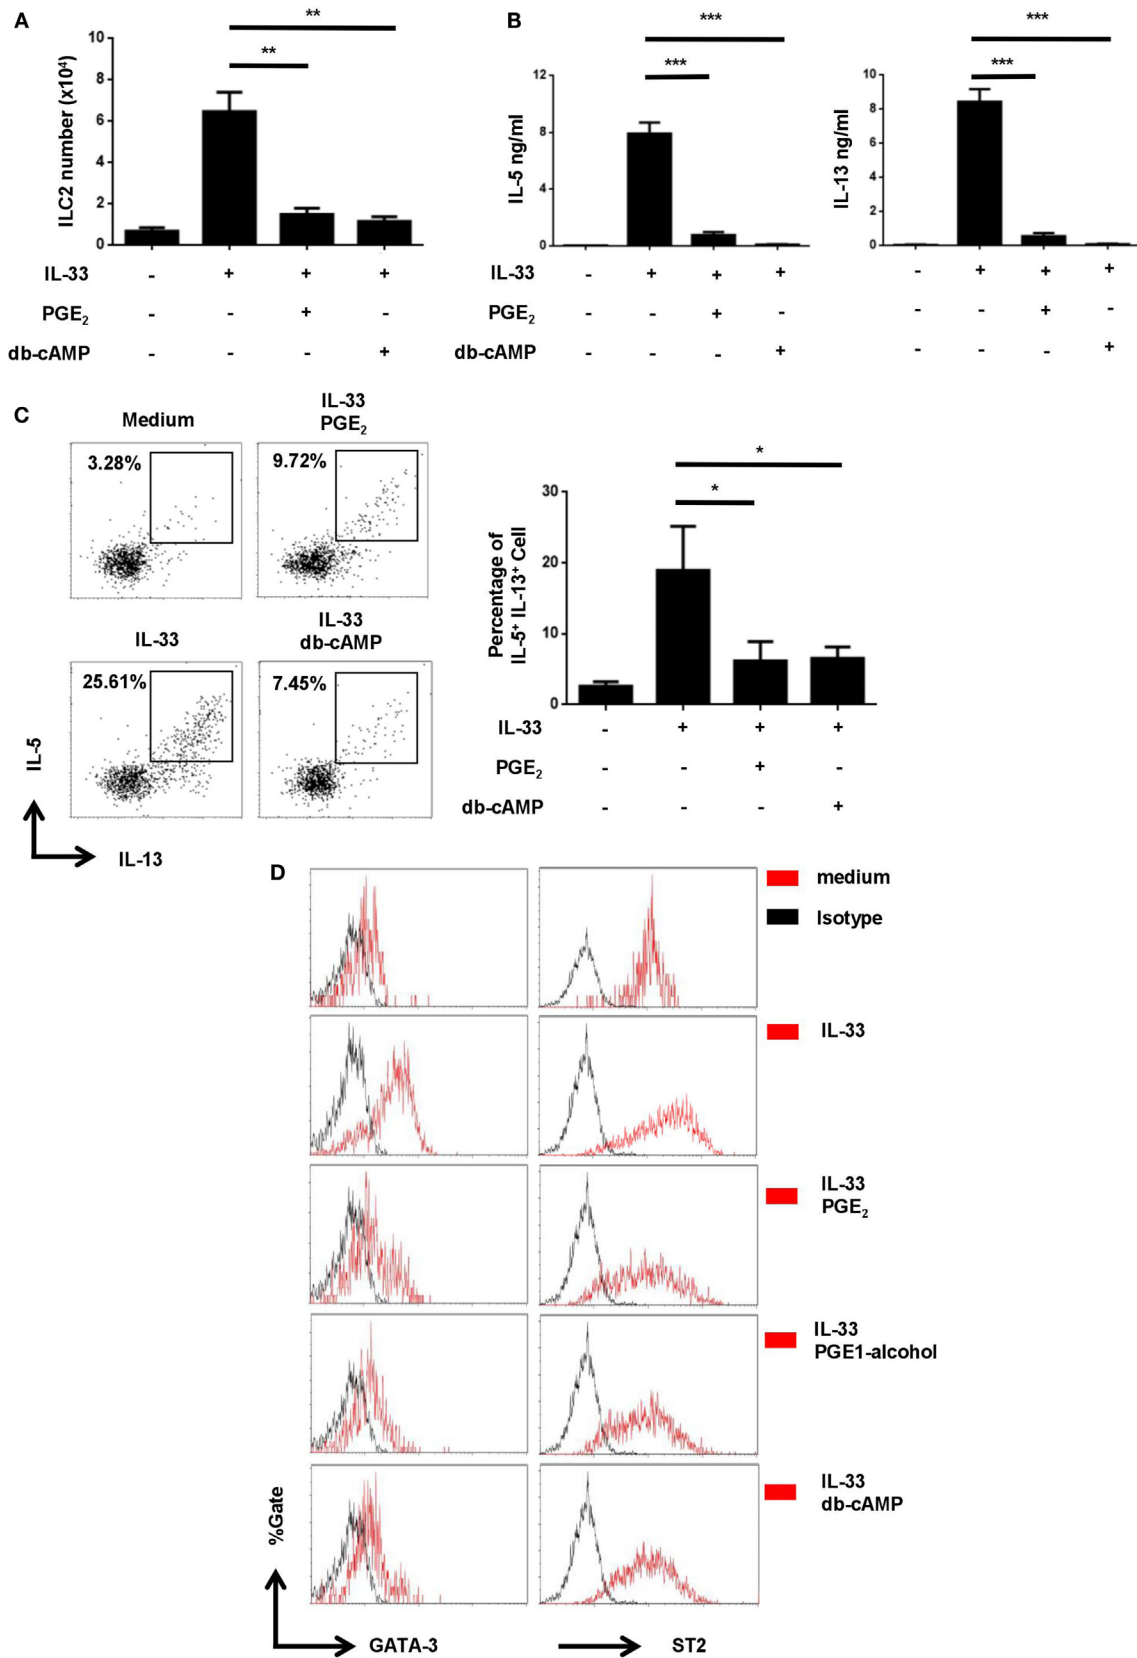 A
**
**
10
8
6
4
2
0
ILC2 number (x10⁴)
IL-33 - + + +
PGE₂ - - + -
db-cAMP - - - +
B
***
***
12
8
4
0
IL-5 ng/ml
***
***
10
8
6
4
2
0
IL-13 ng/ml
IL-33 - + + + - + + +
PGE₂ - - + - - - + -
db-cAMP - - - + - - - +
C
Medium
3.28%
IL-33
PGE₂
9.72%
IL-33
25.61%
IL-33
db-cAMP
7.45%
IL-5
IL-13
*
*
30
20
10
0
Percentage of
IL-5⁺ IL-13⁺ Cell
IL-33 - + + +
PGE₂ - - + -
db-cAMP - - - +
D
medium
Isotype
IL-33
IL-33
PGE₂
IL-33
PGE1-alcohol
IL-33
db-cAMP
%Gate
GATA-3
ST2